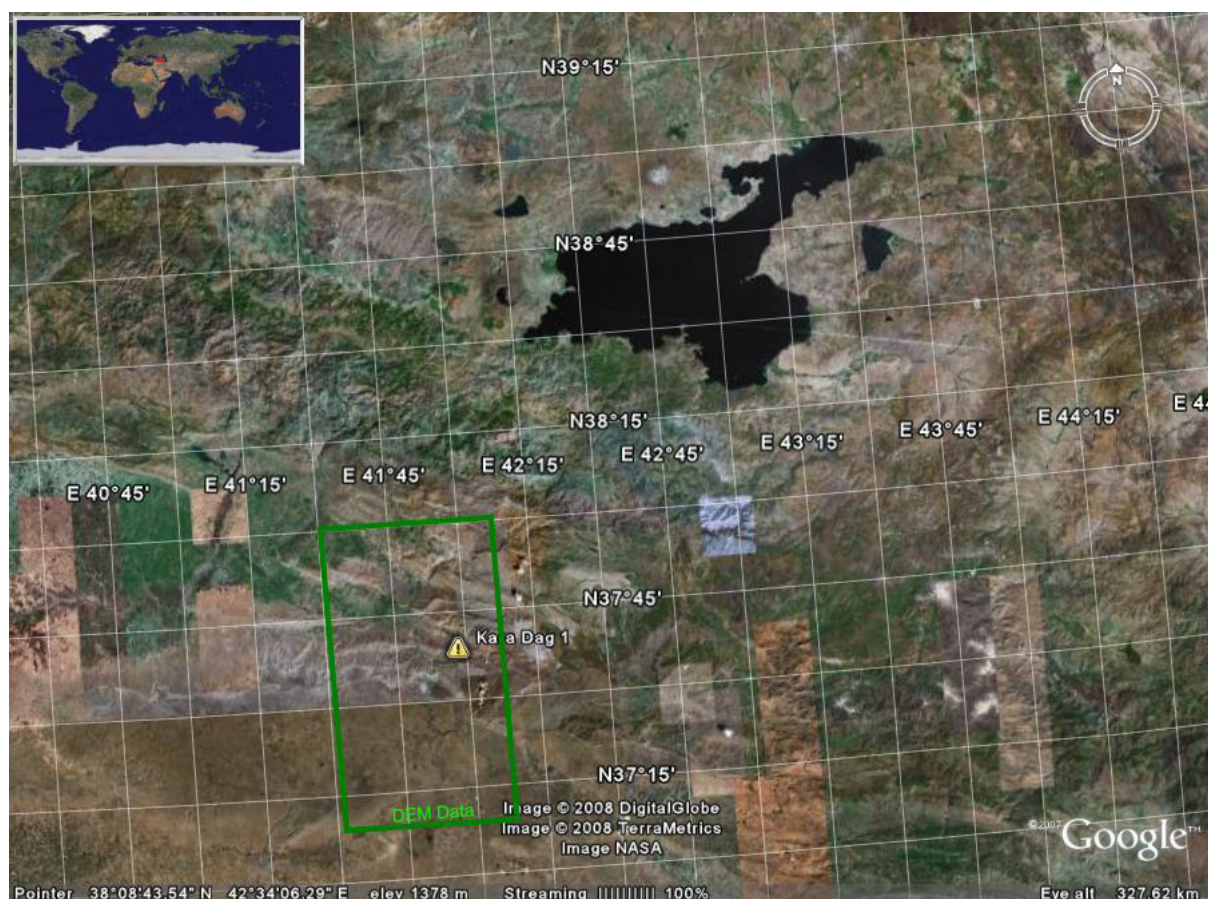 N39°15'
N
N38°45'
N38°15'
E 40°45'
E 41°15'
E 41°45'
E 42°15'
E 42°45'
E 43°15'
E 43°45'
E 44°15'
E 44
N37°45'
Kara Dag 1
N37°15'
DEM Data
Image © 2008 DigitalGlobe
Image © 2008 TerraMetrics
Image NASA
©2007 Google™
Pointer 38°08'43.54" N 42°34'06.29" E elev 1378 m Streaming |||||||||| 100% Eye alt 327.62 km